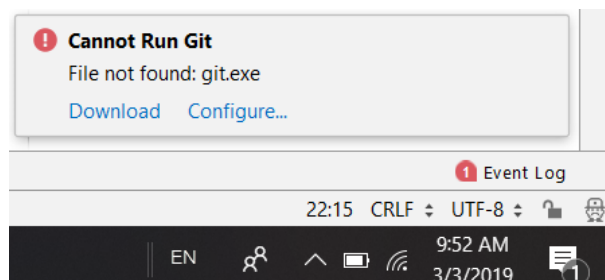 Cannot Run Git
File not found: git.exe
Download Configure...
1 Event Log
22:15 CRLF UTF-8
EN
9:52 AM
3/3/2019
1